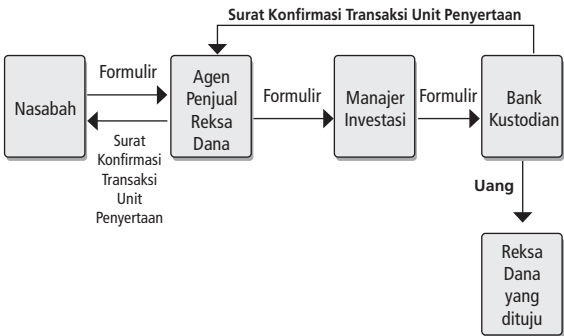 Surat Konfirmasi Transaksi Unit Penyertaan
Nasabah
Formulir
Surat
Konfirmasi
Transaksi
Unit
Penyertaan
Agen
Penjual
Reksa
Dana
Formulir
Manajer
Investasi
Formulir
Bank
Kustodian
Uang
Reksa
Dana
yang
dituju